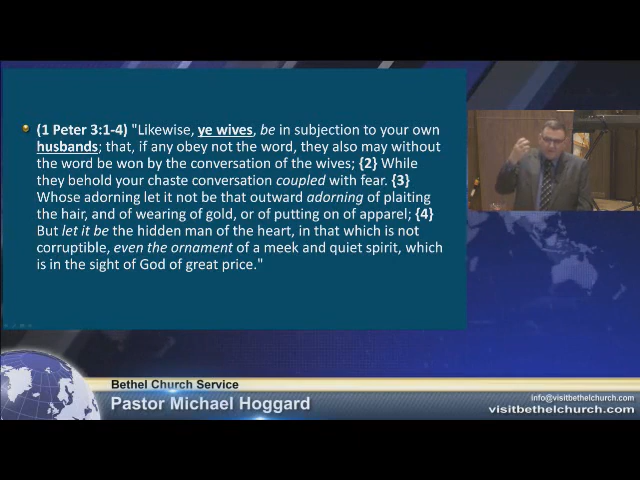 (1 Peter 3:1-4) "Likewise, ye wives, be in subjection to your own
husbands; that, if any obey not the word, they also may without
the word be won by the conversation of the wives; {2} While
they behold your chaste conversation coupled with fear. {3}
Whose adorning let it not be that outward adorning of plaiting
the hair, and of wearing of gold, or of putting on of apparel; {4}
But let it be the hidden man of the heart, in that which is not
corruptible, even the ornament of a meek and quiet spirit, which
is in the sight of God of great price."
Bethel Church Service
Pastor Michael Hoggard
info@visitbethelchurch.com
visitbethelchurch.com